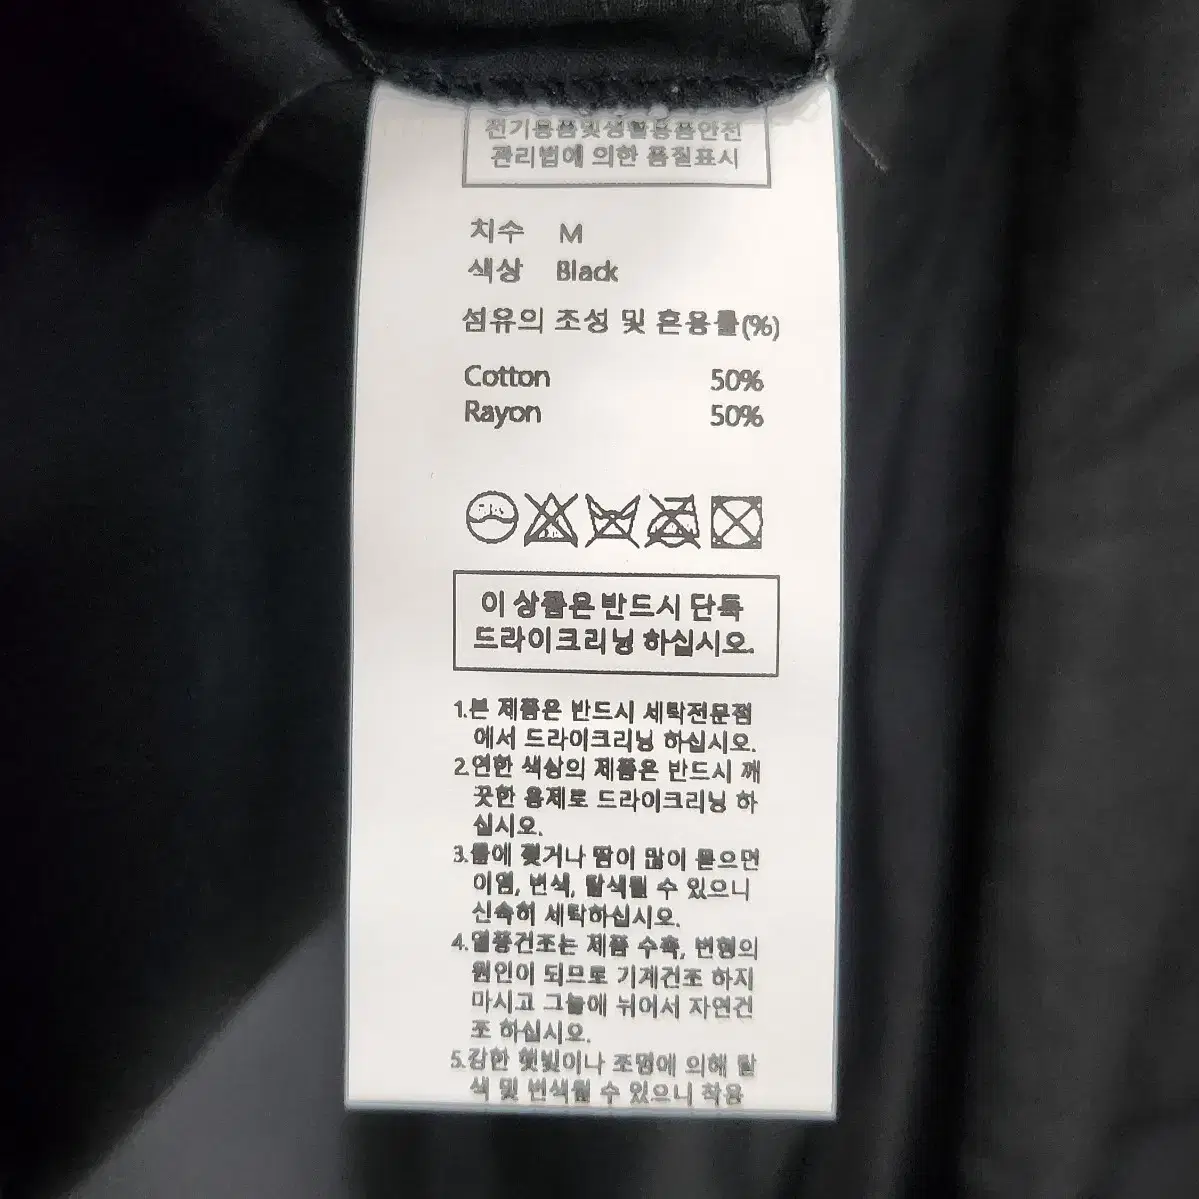 전기용품및생활용품안전
관리법에 의한 품질표시
치수 M
색상 Black
섬유의 조성 및 혼용률(%)
Cotton 50%
Rayon 50%
이 상품은 반드시 단독
드라이크리닝 하십시오.
1.본 제품은 반드시 세탁전문점
에서 드라이크리닝 하십시오.
2.연한 색상의 제품은 반드시 깨
끗한 용제로 드라이크리닝 하
십시오.
3.물에 젖거나 땀이 많이 묻으면
이염, 변색, 탈색될 수 있으니
신속히 세탁하십시오.
4.열풍건조는 제품 수축, 변형의
원인이 되므로 기계건조 하지
마시고 그늘에 뉘어서 자연건
조 하십시오.
5.강한 햇빛이나 조명에 의해 탈
색 및 변색될 수 있으니 착용